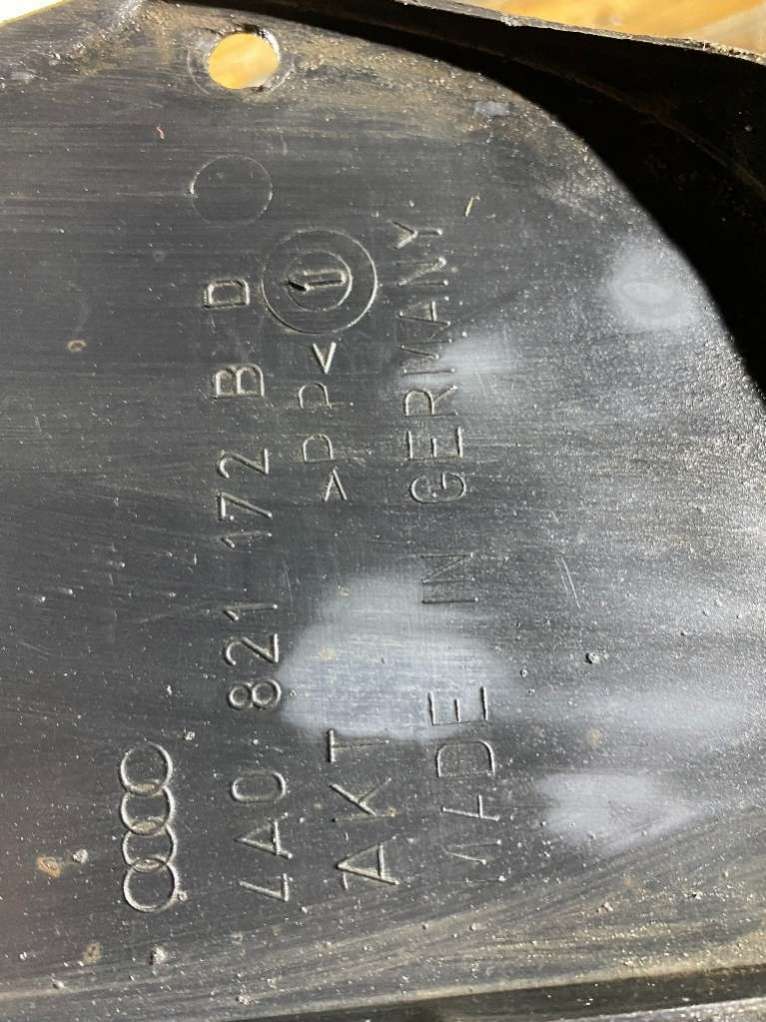 4A0 821 172 B D
AKT >PP<
MADE IN GERMANY